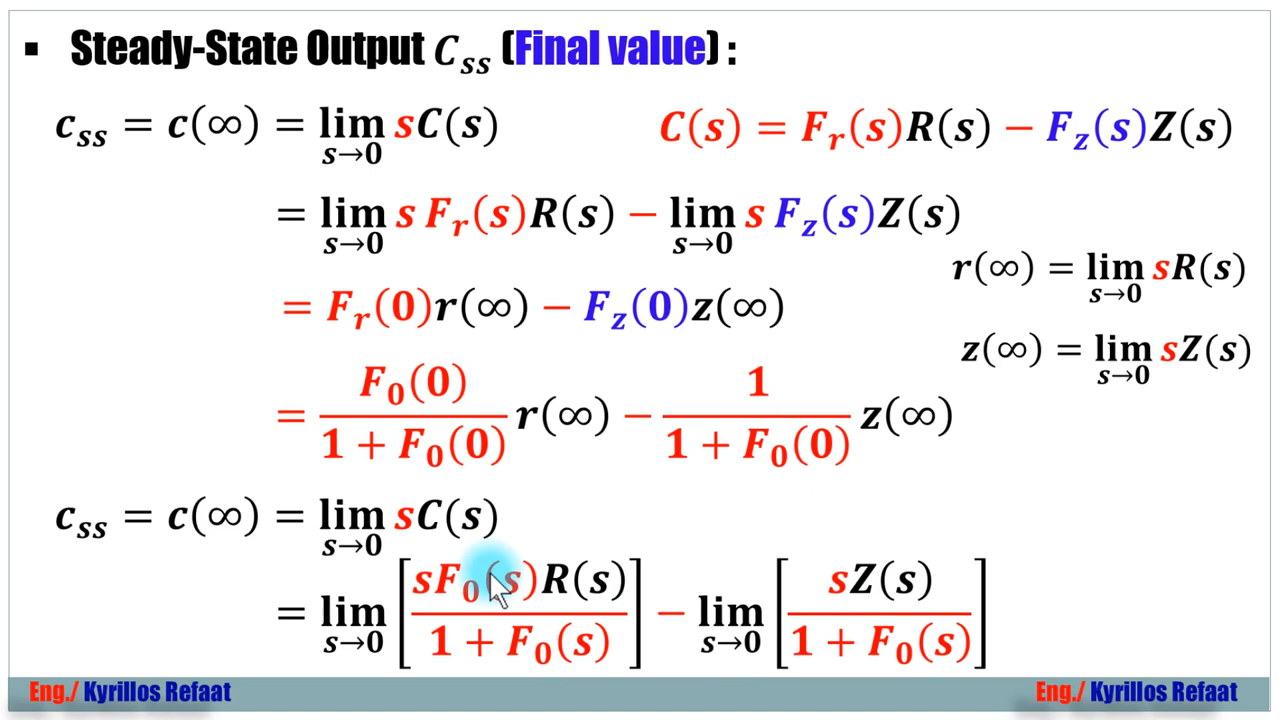 ▪ Steady-State Output C_ss (Final value) :
c_ss = c(∞) = lim_{s→0} sC(s)
C(s) = F_r(s)R(s) − F_z(s)Z(s)
= lim_{s→0} s F_r(s)R(s) − lim_{s→0} s F_z(s)Z(s)
r(∞) = lim_{s→0} sR(s)
= F_r(0)r(∞) − F_z(0)z(∞)
z(∞) = lim_{s→0} sZ(s)
= F_0(0) / (1 + F_0(0)) r(∞) − 1 / (1 + F_0(0)) z(∞)
c_ss = c(∞) = lim_{s→0} sC(s)
= lim_{s→0} [sF_0(s)R(s) / (1 + F_0(s))] − lim_{s→0} [sZ(s) / (1 + F_0(s))]
Eng./ Kyrillos Refaat
Eng./ Kyrillos Refaat